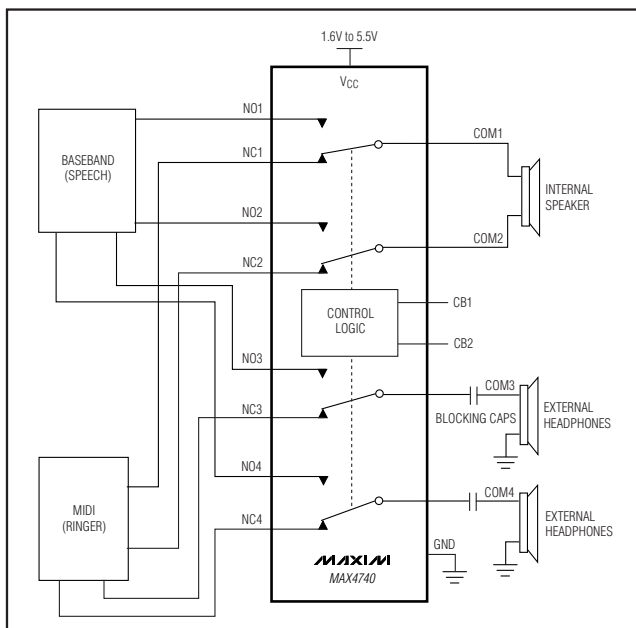 1.6V to 5.5V
VCC
NO1
COM1
BASEBAND
(SPEECH)
NC1
INTERNAL
SPEAKER
NO2
COM2
NC2
CONTROL
LOGIC
CB1
CB2
NO3
COM3
NC3
BLOCKING CAPS
EXTERNAL
HEADPHONES
NO4
COM4
MIDI
(RINGER)
NC4
EXTERNAL
HEADPHONES
GND
MAXIM
MAX4740